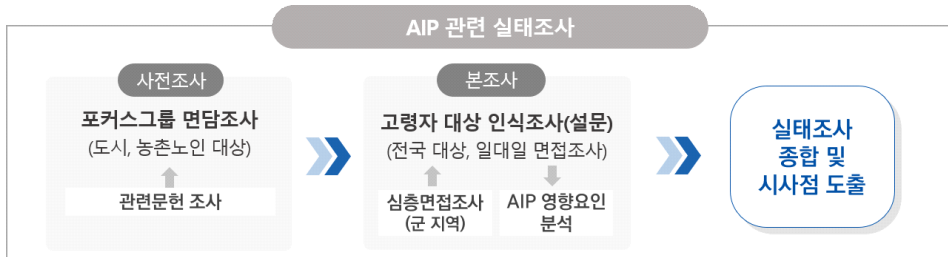 AIP 관련 실태조사
사전조사
포커스그룹 면담조사
(도시, 농촌노인 대상)
관련문헌 조사
본조사
고령자 대상 인식조사(설문)
(전국 대상, 일대일 면접조사)
심층면접조사
(군 지역)
AIP 영향요인
분석
실태조사
종합 및
시사점 도출